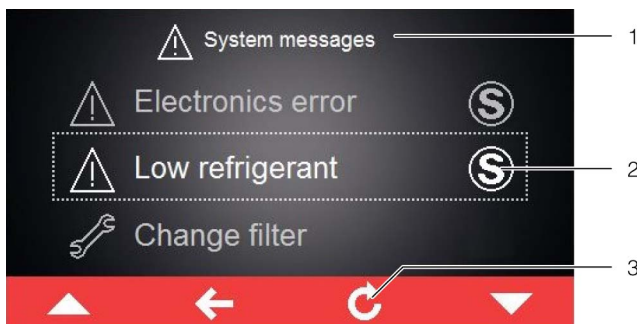 System messages
1
Electronics error
S
Low refrigerant
S
2
Change filter
3